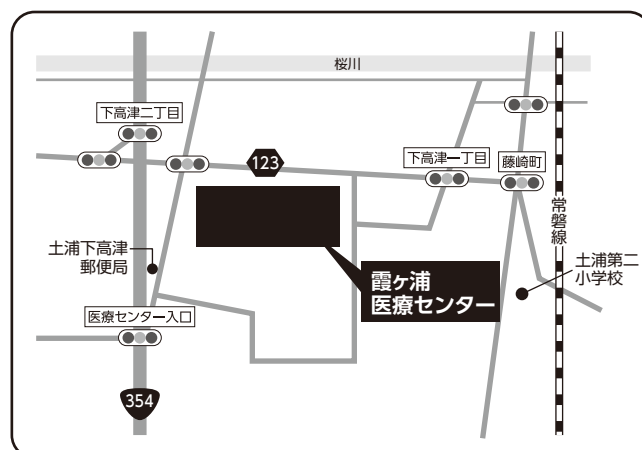 桜川
下高津二丁目
123
下高津一丁目
藤崎町
常磐線
土浦下高津
郵便局
霞ヶ浦
医療センター
土浦第二
小学校
医療センター入口
354